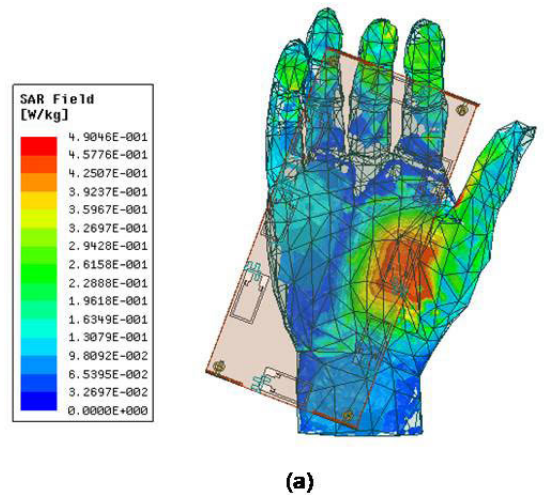 SAR Field
[W/kg]
4.9046E-001
4.5776E-001
4.2507E-001
3.9237E-001
3.5967E-001
3.2697E-001
2.9428E-001
2.6158E-001
2.2888E-001
1.9618E-001
1.6349E-001
1.3079E-001
9.8092E-002
6.5395E-002
3.2697E-002
0.0000E+000
(a)